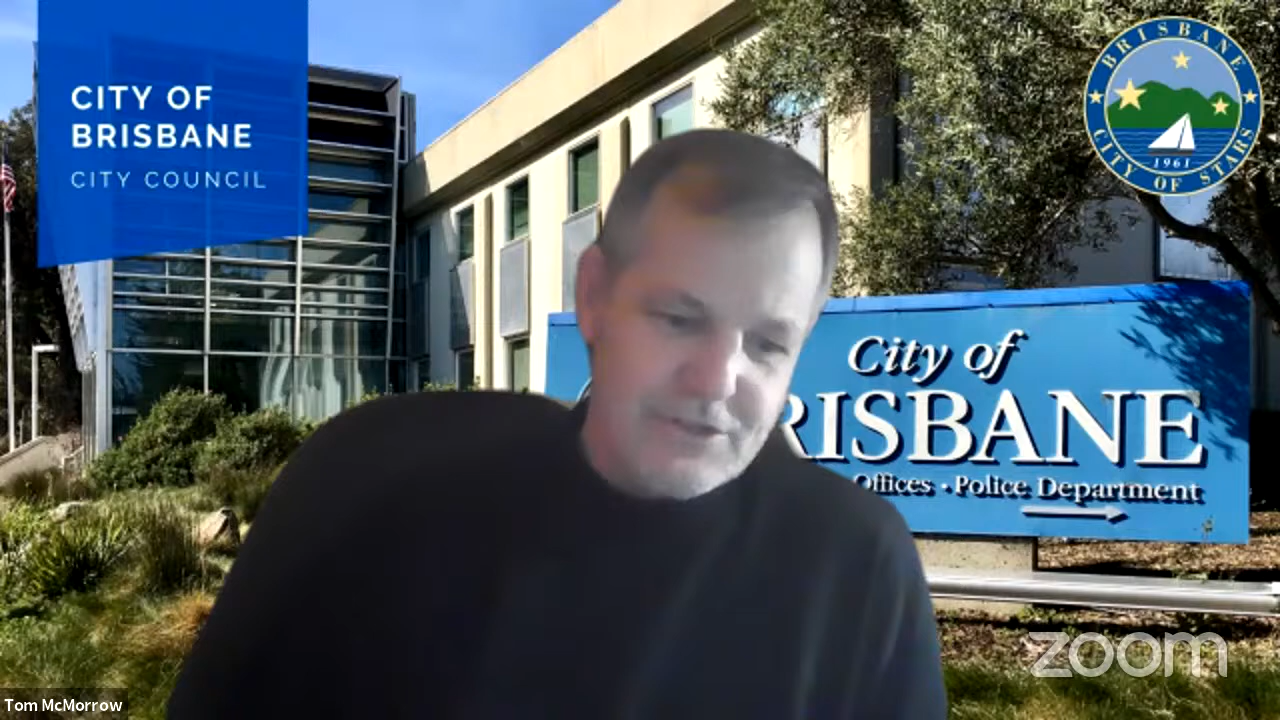 CITY OF
BRISBANE
CITY COUNCIL
BRISBANE
1961
CITY OF STARS
City of
RISBANE
Offices • Police Department
zoom
Tom McMorrow